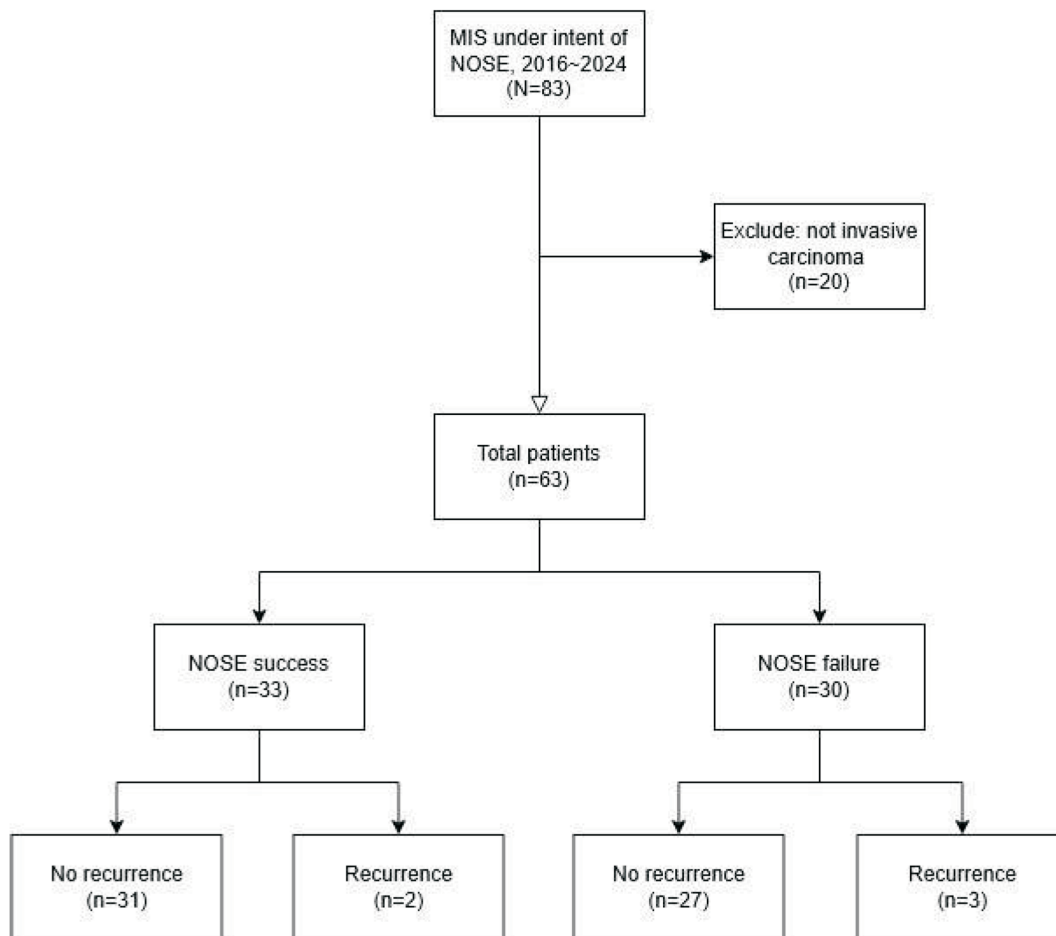 MIS under intent of
NOSE, 2016~2024
(N=83)
Exclude: not invasive
carcinoma
(n=20)
Total patients
(n=63)
NOSE success
(n=33)
NOSE failure
(n=30)
No recurrence
(n=31)
Recurrence
(n=2)
No recurrence
(n=27)
Recurrence
(n=3)